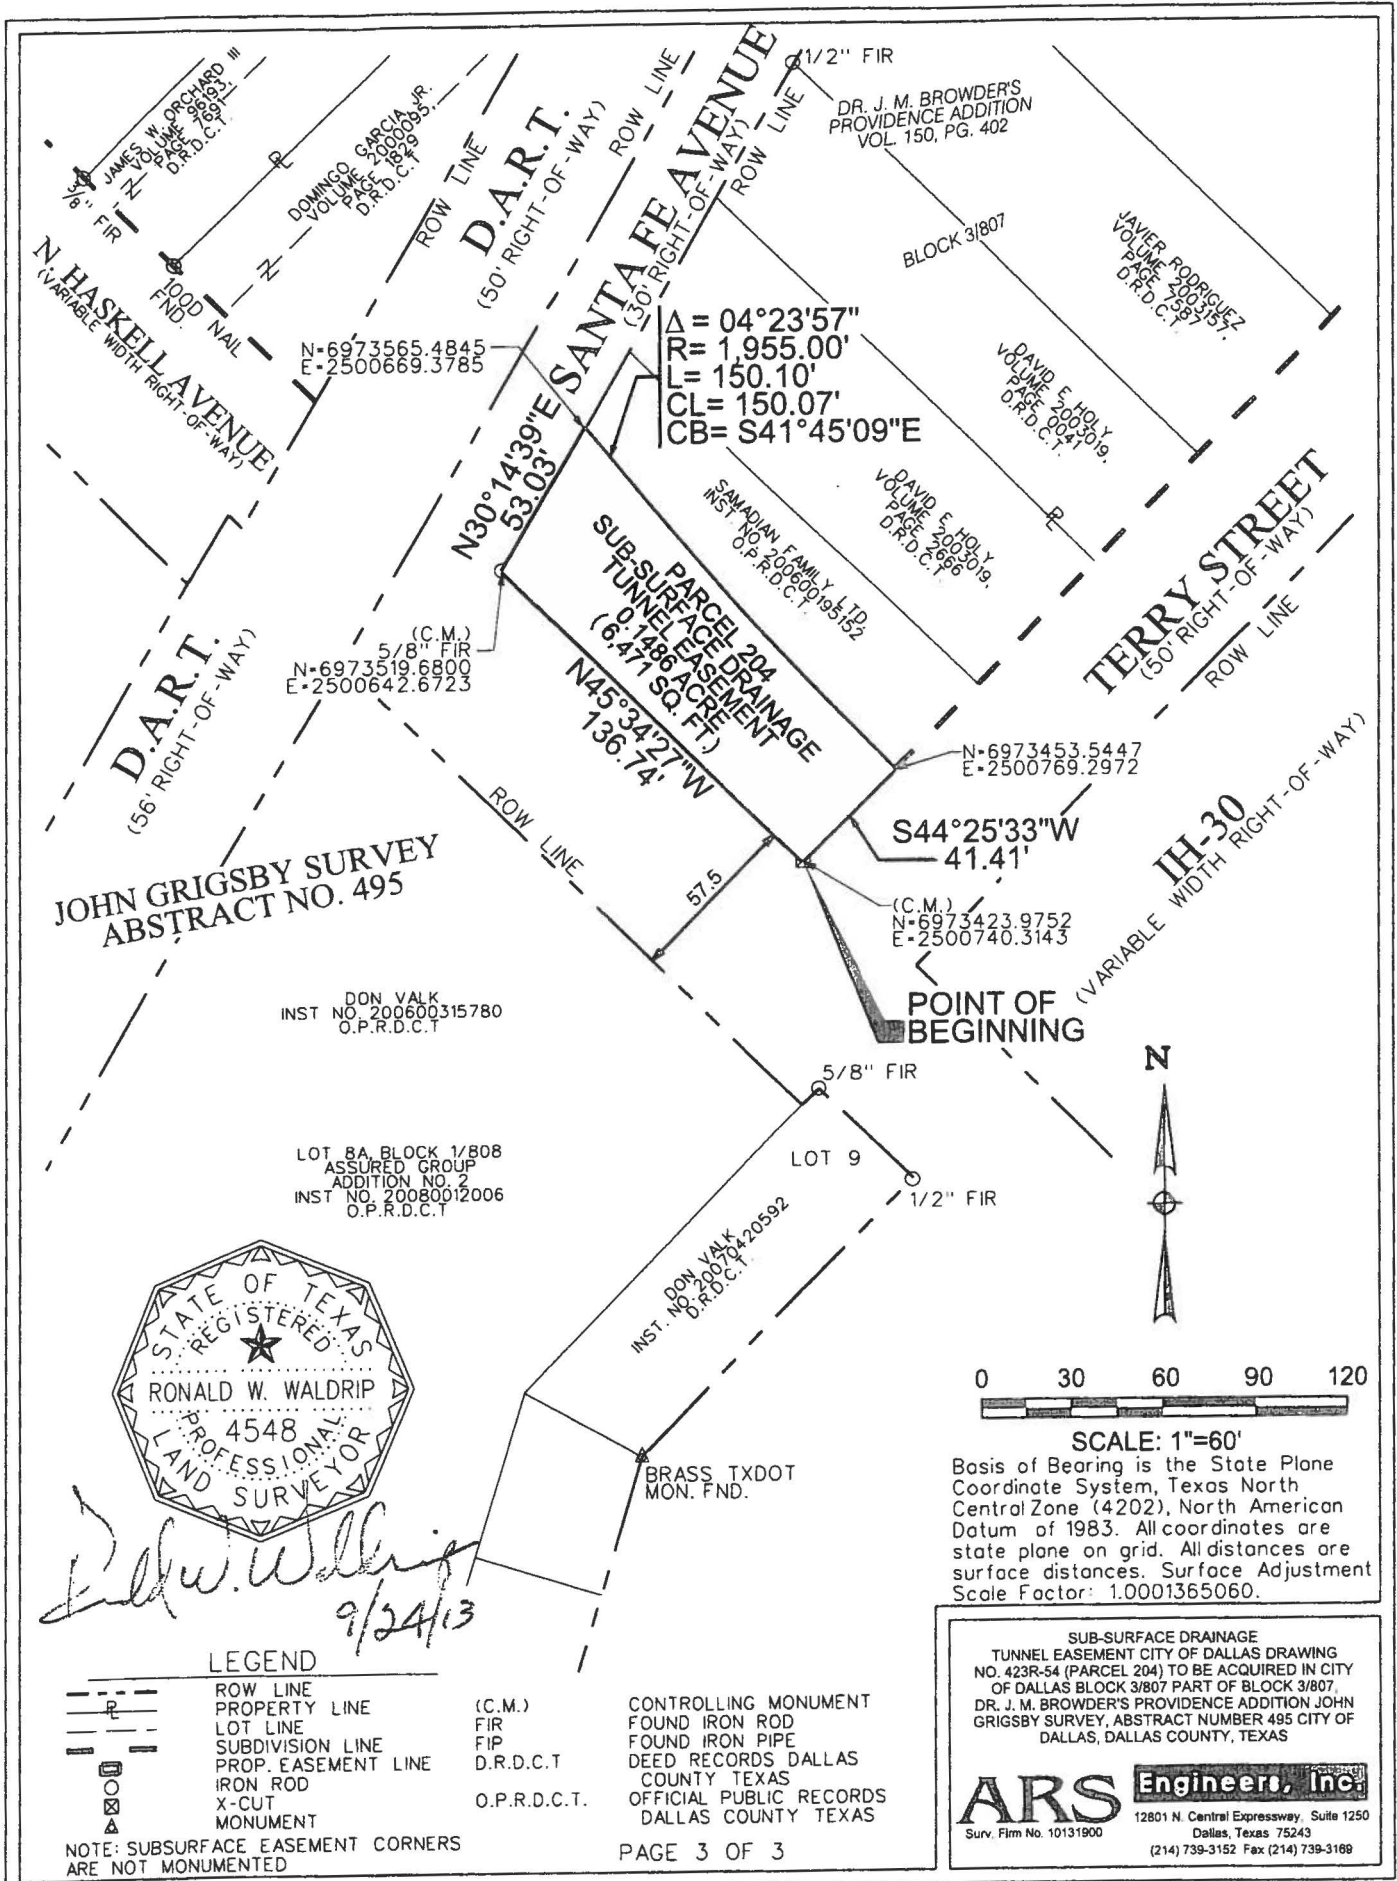 JAMES W. ORCHARD III
VOLUME 96193,
PAGE 7691
D.R.D.C.T.
3/8" FIR
DOMINGO GARCIA, JR.
VOLUME 2000095,
PAGE 1829
D.R.D.C.T
100D NAIL
FND.
N. HASKELL AVENUE
(VARIABLE WIDTH RIGHT-OF-WAY)
ROW LINE
D.A.R.T.
(50' RIGHT-OF-WAY)
ROW LINE
SANTA FE AVENUE
(30' RIGHT-OF-WAY)
ROW LINE
1/2" FIR
DR. J. M. BROWDER'S
PROVIDENCE ADDITION
VOL. 150, PG. 402
BLOCK 3/807
JAVIER RODRIGUEZ
VOLUME 2003157,
PAGE 7587
D.R.D.C.T.
DAVID E HOLY
VOLUME 2003019,
PAGE 0041
D.R.D.C.T.
DAVID E HOLY
VOLUME 2003019,
PAGE 2666
D.R.D.C.T
SAMADIAN FAMILY LTD
INST. NO. 200600195152
O.P.R.D.C.T.
N=6973565.4845
E=2500669.3785
Δ = 04°23'57"
R= 1,955.00'
L= 150.10'
CL= 150.07'
CB= S41°45'09"E
N30°14'39"E
53.03'
PARCEL 204
SUB-SURFACE DRAINAGE
TUNNEL EASEMENT
0.1486 ACRE
(6,471 SQ. FT.)
N45°34'27"W
136.74'
(C.M.)
5/8" FIR
N=6973519.6800
E=2500642.6723
TERRY STREET
(50' RIGHT-OF-WAY)
ROW LINE
D.A.R.T.
(56' RIGHT-OF-WAY)
N=6973453.5447
E=2500769.2972
S44°25'33"W
41.41'
IH-30
(VARIABLE WIDTH RIGHT-OF-WAY)
ROW LINE
57.5
JOHN GRIGSBY SURVEY
ABSTRACT NO. 495
(C.M.)
N=6973423.9752
E=2500740.3143
POINT OF
BEGINNING
DON VALK
INST NO. 200600315780
O.P.R.D.C.T
5/8" FIR
N
LOT 8A, BLOCK 1/808
ASSURED GROUP
ADDITION NO. 2
INST NO. 20080012006
O.P.R.D.C.T
LOT 9
1/2" FIR
DON VALK
INST. NO. 20070420592
D.R.D.C.T.
STATE OF TEXAS
REGISTERED
RONALD W. WALDRIP
4548
PROFESSIONAL
LAND SURVEYOR
9/24/13
BRASS TXDOT
MON. FND.
0 30 60 90 120
SCALE: 1"=60'
Basis of Bearing is the State Plane
Coordinate System, Texas North
Central Zone (4202), North American
Datum of 1983. All coordinates are
state plane on grid. All distances are
surface distances. Surface Adjustment
Scale Factor: 1.0001365060.
LEGEND
ROW LINE
PROPERTY LINE
LOT LINE
SUBDIVISION LINE
PROP. EASEMENT LINE
IRON ROD
X-CUT
MONUMENT
(C.M.) CONTROLLING MONUMENT
FIR FOUND IRON ROD
FIP FOUND IRON PIPE
D.R.D.C.T DEED RECORDS DALLAS
COUNTY TEXAS
O.P.R.D.C.T. OFFICIAL PUBLIC RECORDS
DALLAS COUNTY TEXAS
NOTE: SUBSURFACE EASEMENT CORNERS
ARE NOT MONUMENTED
PAGE 3 OF 3
SUB-SURFACE DRAINAGE
TUNNEL EASEMENT CITY OF DALLAS DRAWING
NO. 423R-54 (PARCEL 204) TO BE ACQUIRED IN CITY
OF DALLAS BLOCK 3/807 PART OF BLOCK 3/807,
DR. J. M. BROWDER'S PROVIDENCE ADDITION JOHN
GRIGSBY SURVEY, ABSTRACT NUMBER 495 CITY OF
DALLAS, DALLAS COUNTY, TEXAS
ARS Engineers, Inc.
Surv. Firm No. 10131900
12801 N. Central Expressway, Suite 1250
Dallas, Texas 75243
(214) 739-3152 Fax (214) 739-3169